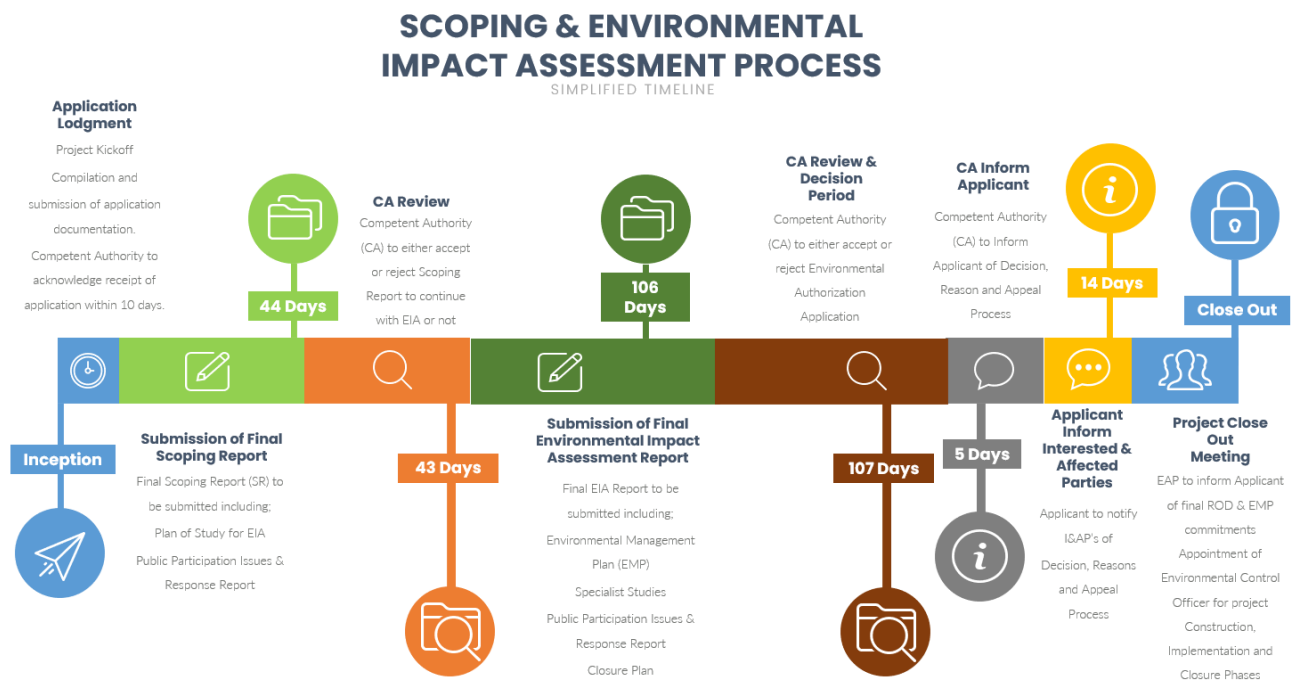 SCOPING & ENVIRONMENTAL
IMPACT ASSESSMENT PROCESS
SIMPLIFIED TIMELINE
Application
Lodgment
Project Kickoff
Compilation and
submission of application
documentation.
Competent Authority to
acknowledge receipt of
application within 10 days.
Inception
44 Days
Submission of Final
Scoping Report
Final Scoping Report (SR) to
be submitted including;
Plan of Study for EIA
Public Participation Issues &
Response Report
CA Review
Competent Authority
(CA) to either accept
or reject Scoping
Report to continue
with EIA or not
43 Days
106
Days
Submission of Final
Environmental Impact
Assessment Report
Final EIA Report to be
submitted including;
Environmental Management
Plan (EMP)
Specialist Studies
Public Participation Issues &
Response Report
Closure Plan
CA Review &
Decision
Period
Competent Authority
(CA) to either accept or
reject Environmental
Authorization
Application
107 Days
CA Inform
Applicant
Competent Authority
(CA) to Inform
Applicant of Decision,
Reason and Appeal
Process
5 Days
i
i
14 Days
Applicant
Inform
Interested &
Affected
Parties
Applicant to notify
I&AP's of
Decision, Reasons
and Appeal
Process
Close Out
Project Close
Out
Meeting
EAP to inform Applicant
of final ROD & EMP
commitments
Appointment of
Environmental Control
Officer for project
Construction,
Implementation and
Closure Phases